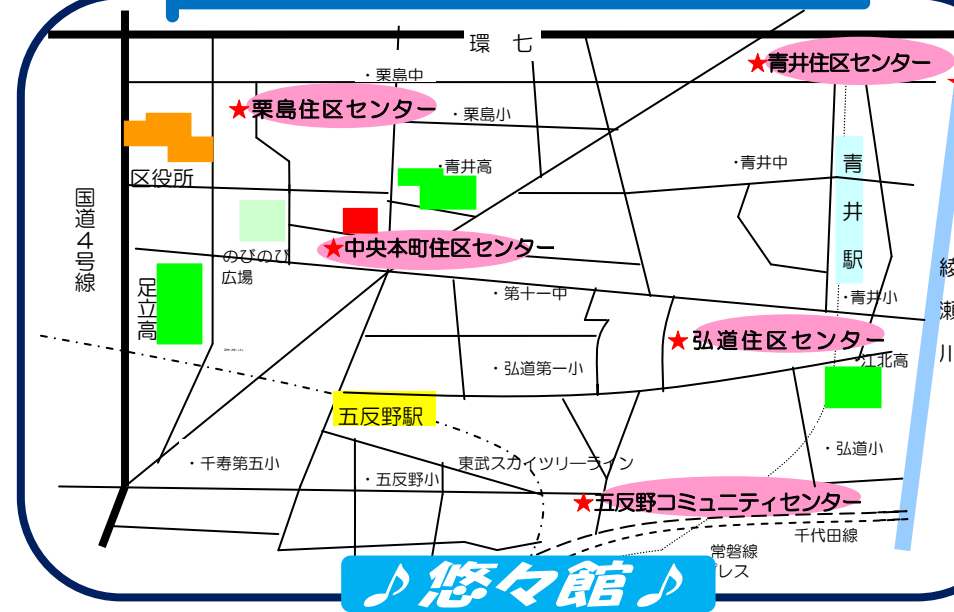 環 七
・栗島中
★青井住区センター
★栗島住区センター
・栗島小
・青井高
・青井中
青井駅
区役所
国道4号線
★中央本町住区センター
のびのび
広場
綾瀬川
足立高
・第十一中
・青井小
★弘道住区センター
江北高
・弘道第一小
五反野駅
・弘道小
・千寿第五小
東武スカイツリーライン
・五反野小
★五反野コミュニティセンター
千代田線
常磐線
レス
♪悠々館♪